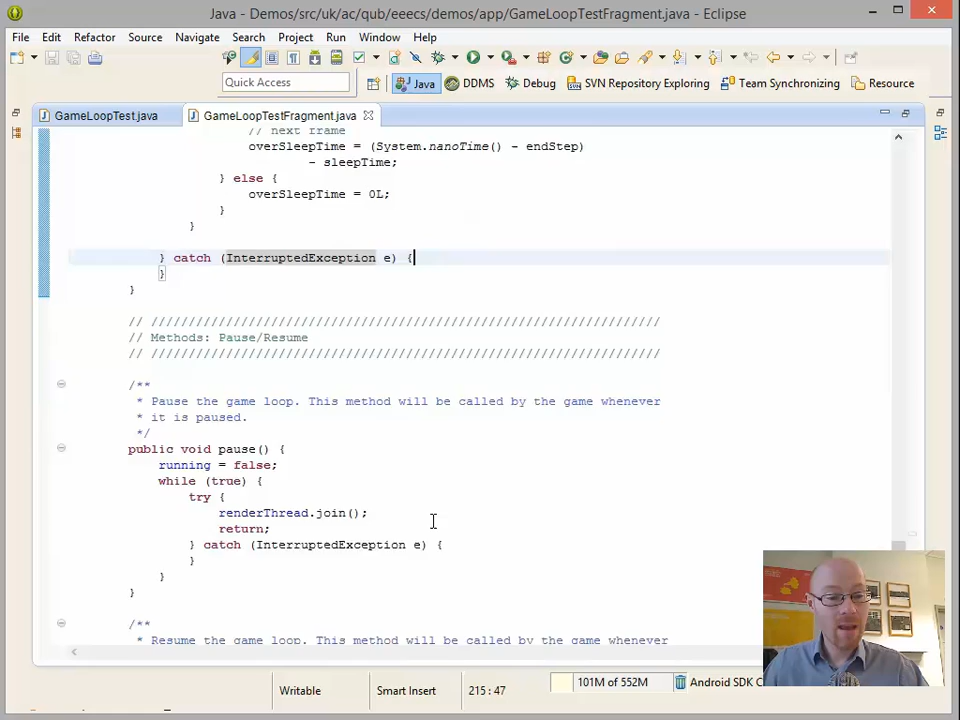 Java - Demos/src/uk/ac/qub/eeecs/demos/app/GameLoopTestFragment.java - Eclipse
File Edit Refactor Source Navigate Search Project Run Window Help
Quick Access
Java DDMS Debug SVN Repository Exploring Team Synchronizing Resource
GameLoopTest.java GameLoopTestFragment.java
// next frame
overSleepTime = (System.nanoTime() - endStep)
- sleepTime;
} else {
overSleepTime = 0L;
}
}
} catch (InterruptedException e) {
}
}
// ////////////////////////////////////////////////////////////////////
// Methods: Pause/Resume
// ////////////////////////////////////////////////////////////////////
/**
* Pause the game loop. This method will be called by the game whenever
* it is paused.
*/
public void pause() {
running = false;
while (true) {
try {
renderThread.join();
return;
} catch (InterruptedException e) {
}
}
}
/**
* Resume the game loop. This method will be called by the game whenever
Writable Smart Insert 215 : 47 101M of 552M Android SDK C